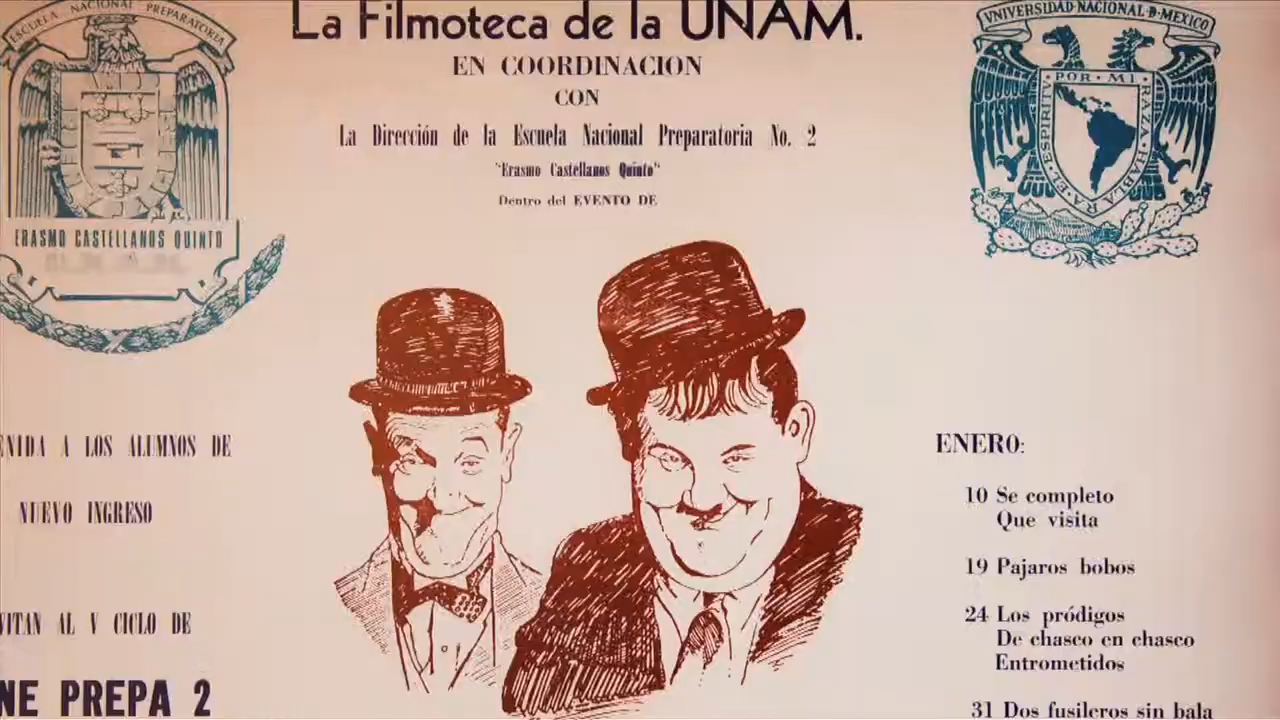 ESCUELA NACIONAL PREPARATORIA
ERASMO CASTELLANOS QUINTO
La Filmoteca de la UNAM.
EN COORDINACION
CON
La Dirección de la Escuela Nacional Preparatoria No. 2
"Erasmo Castellanos Quinto"
Dentro del EVENTO DE
UNIVERSIDAD NACIONAL D MEXICO
POR · MI · RAZA · HABLARA · EL · ESPIRITU
ENIDA A LOS ALUMNOS DE
NUEVO INGRESO
VITAN AL V CICLO DE
NE PREPA 2
ENERO:
10 Se completo
Que visita
19 Pajaros bobos
24 Los pródigos
De chasco en chasco
Entrometidos
31 Dos fusileros sin bala